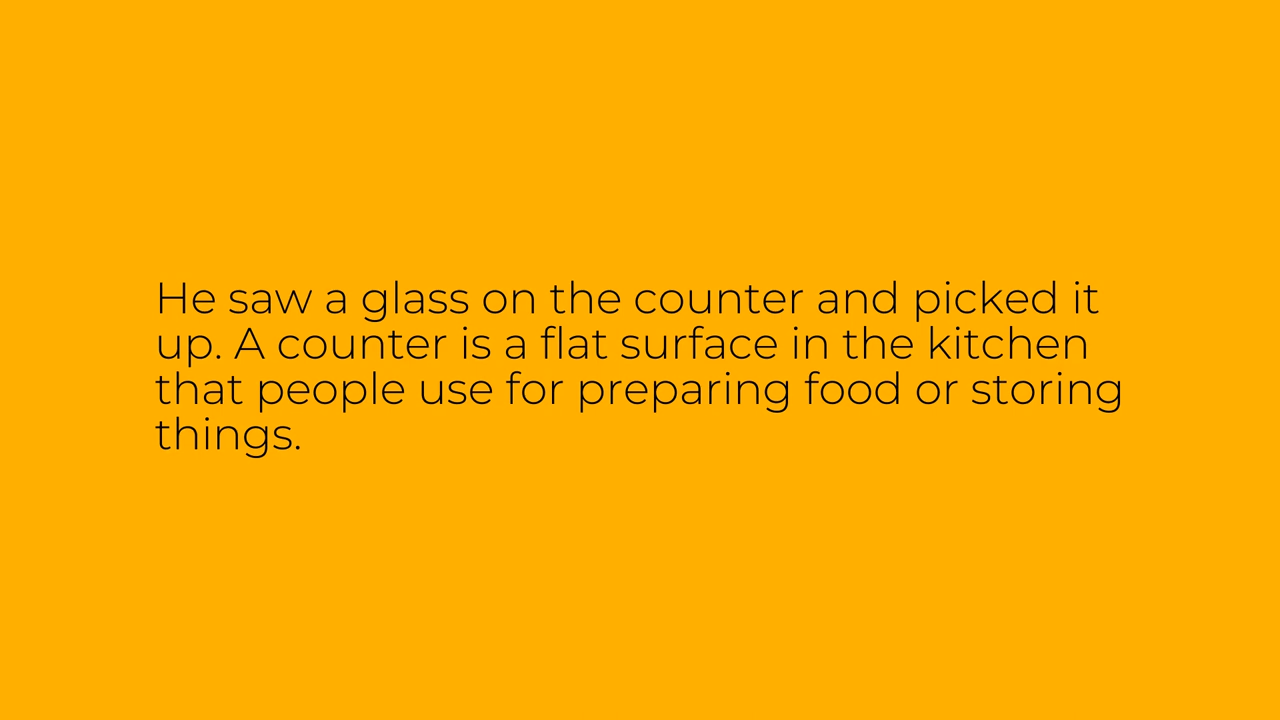 He saw a glass on the counter and picked it
up. A counter is a flat surface in the kitchen
that people use for preparing food or storing
things.